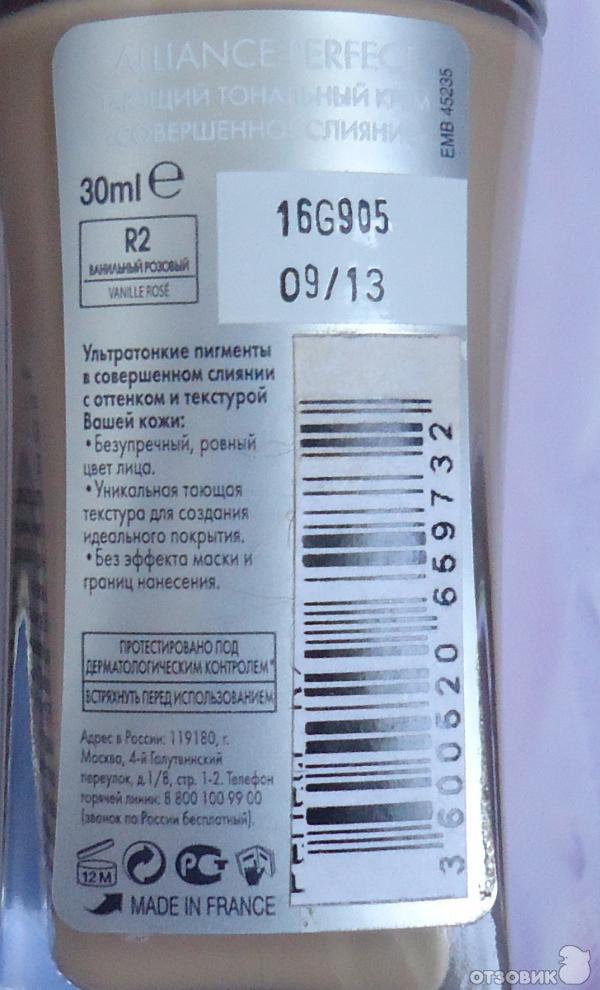 ALLIANCE PERFECT
ТОНАЛЬНЫЙ КРЕМ
СОВЕРШЕННОЕ СЛИЯНИЕ
EMB 45235
30ml e
R2
ВАНИЛЬНЫЙ РОЗОВЫЙ
VANILLE ROSÉ
16G905
09/13
Ультратонкие пигменты
в совершенном слиянии
с оттенком и текстурой
Вашей кожи:
•Безупречный, ровный
цвет лица.
•Уникальная тающая
текстура для создания
идеального покрытия.
•Без эффекта маски и
границ нанесения.
ПРОТЕСТИРОВАНО ПОД
ДЕРМАТОЛОГИЧЕСКИМ КОНТРОЛЕМ*
ВСТРЯХНУТЬ ПЕРЕД ИСПОЛЬЗОВАНИЕМ
Адрес в России: 119180, г.
Москва, 4-й Голутвинский
переулок, д.1/8, стр. 1-2. Телефон
горячей линии: 8 800 100 99 00
(звонок по России бесплатный).
12 M
РСТ
MADE IN FRANCE
3 600520 659732
ОТЗОВИК